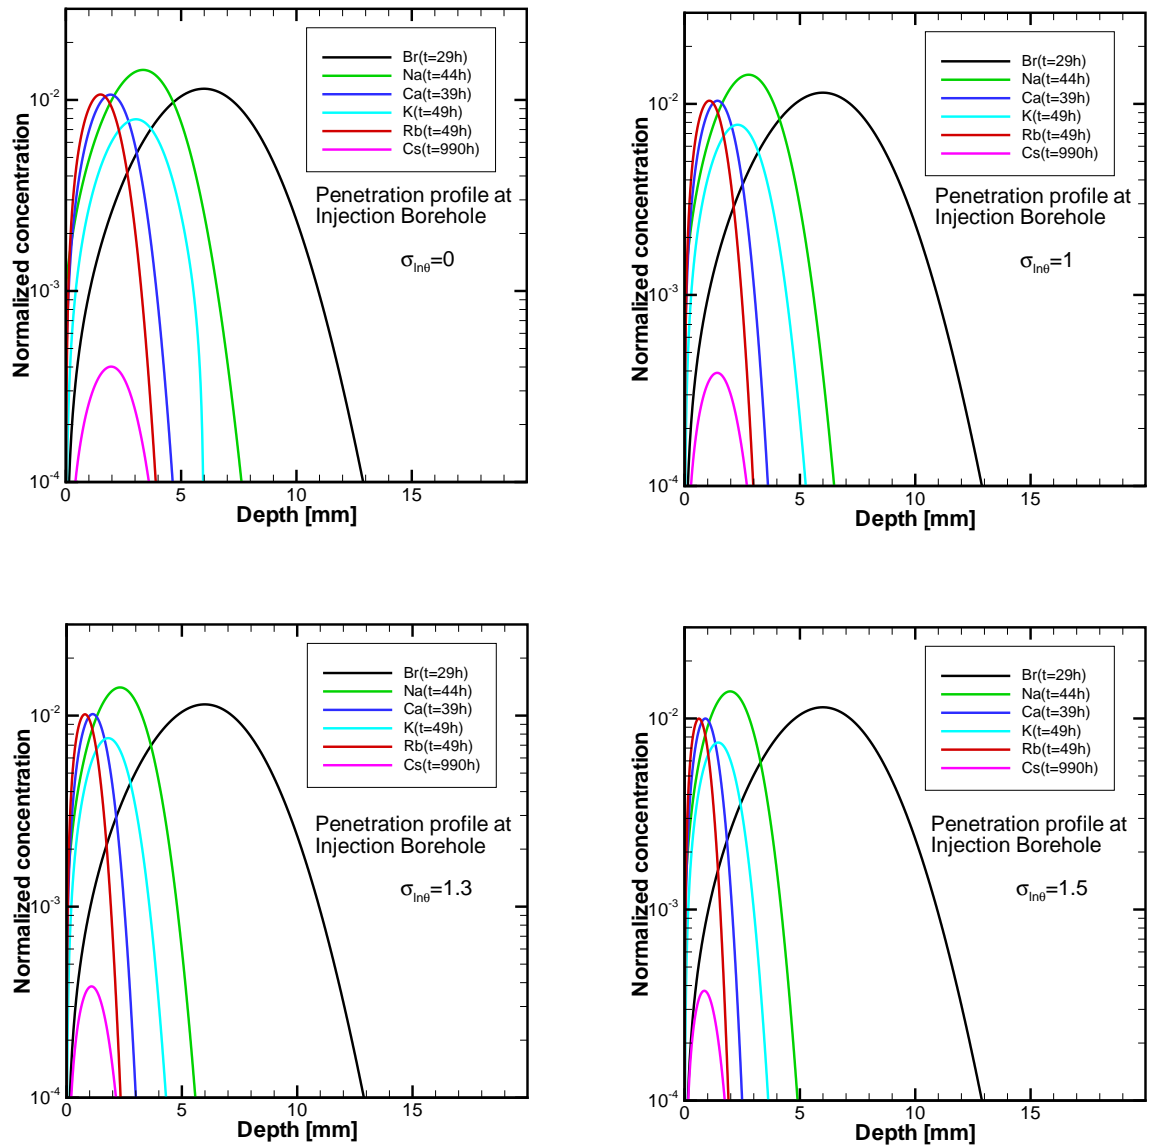 Normalized concentration
10-2
10-3
10-4
Br(t=29h)
Na(t=44h)
Ca(t=39h)
K(t=49h)
Rb(t=49h)
Cs(t=990h)
Penetration profile at
Injection Borehole
σlnθ=0
0 5 10 15
Depth [mm]
Normalized concentration
10-2
10-3
10-4
Br(t=29h)
Na(t=44h)
Ca(t=39h)
K(t=49h)
Rb(t=49h)
Cs(t=990h)
Penetration profile at
Injection Borehole
σlnθ=1
0 5 10 15
Depth [mm]
Normalized concentration
10-2
10-3
10-4
Br(t=29h)
Na(t=44h)
Ca(t=39h)
K(t=49h)
Rb(t=49h)
Cs(t=990h)
Penetration profile at
Injection Borehole
σlnθ=1.3
0 5 10 15
Depth [mm]
Normalized concentration
10-2
10-3
10-4
Br(t=29h)
Na(t=44h)
Ca(t=39h)
K(t=49h)
Rb(t=49h)
Cs(t=990h)
Penetration profile at
Injection Borehole
σlnθ=1.5
0 5 10 15
Depth [mm]